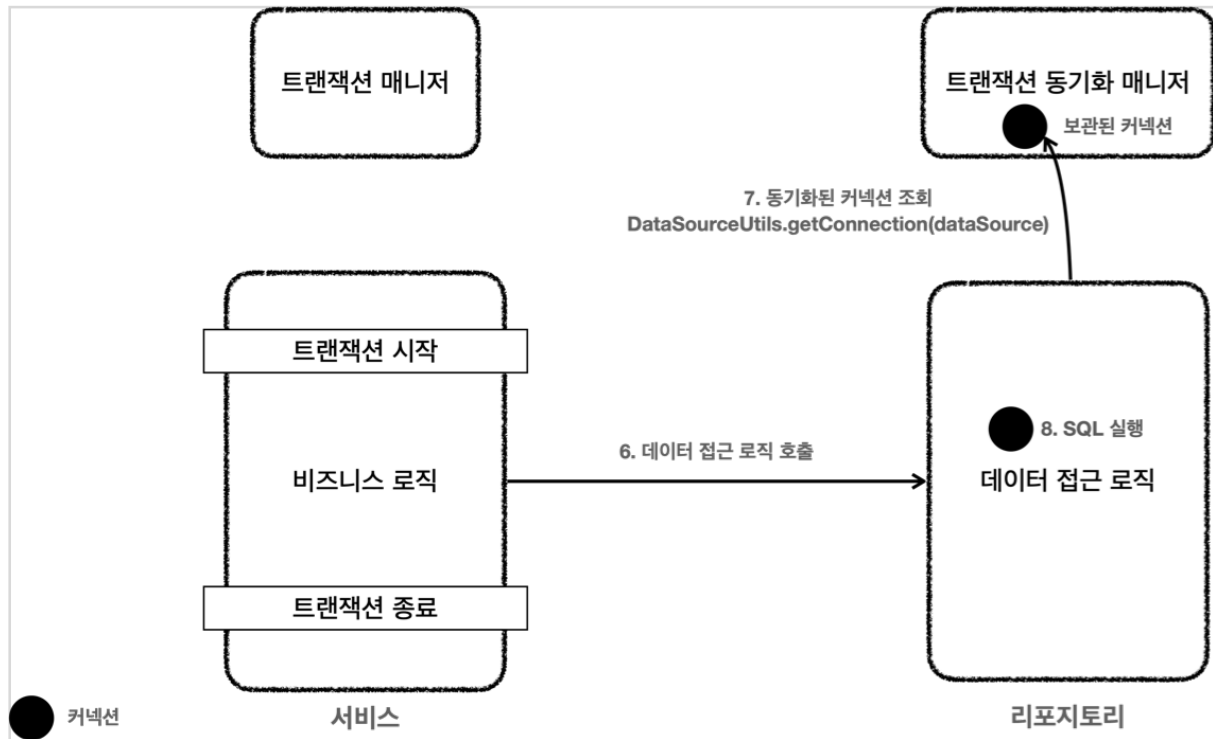 트랜잭션 매니저
트랜잭션 동기화 매니저
보관된 커넥션
7. 동기화된 커넥션 조회
DataSourceUtils.getConnection(dataSource)
트랜잭션 시작
6. 데이터 접근 로직 호출
8. SQL 실행
비즈니스 로직
데이터 접근 로직
트랜잭션 종료
커넥션
서비스
리포지토리